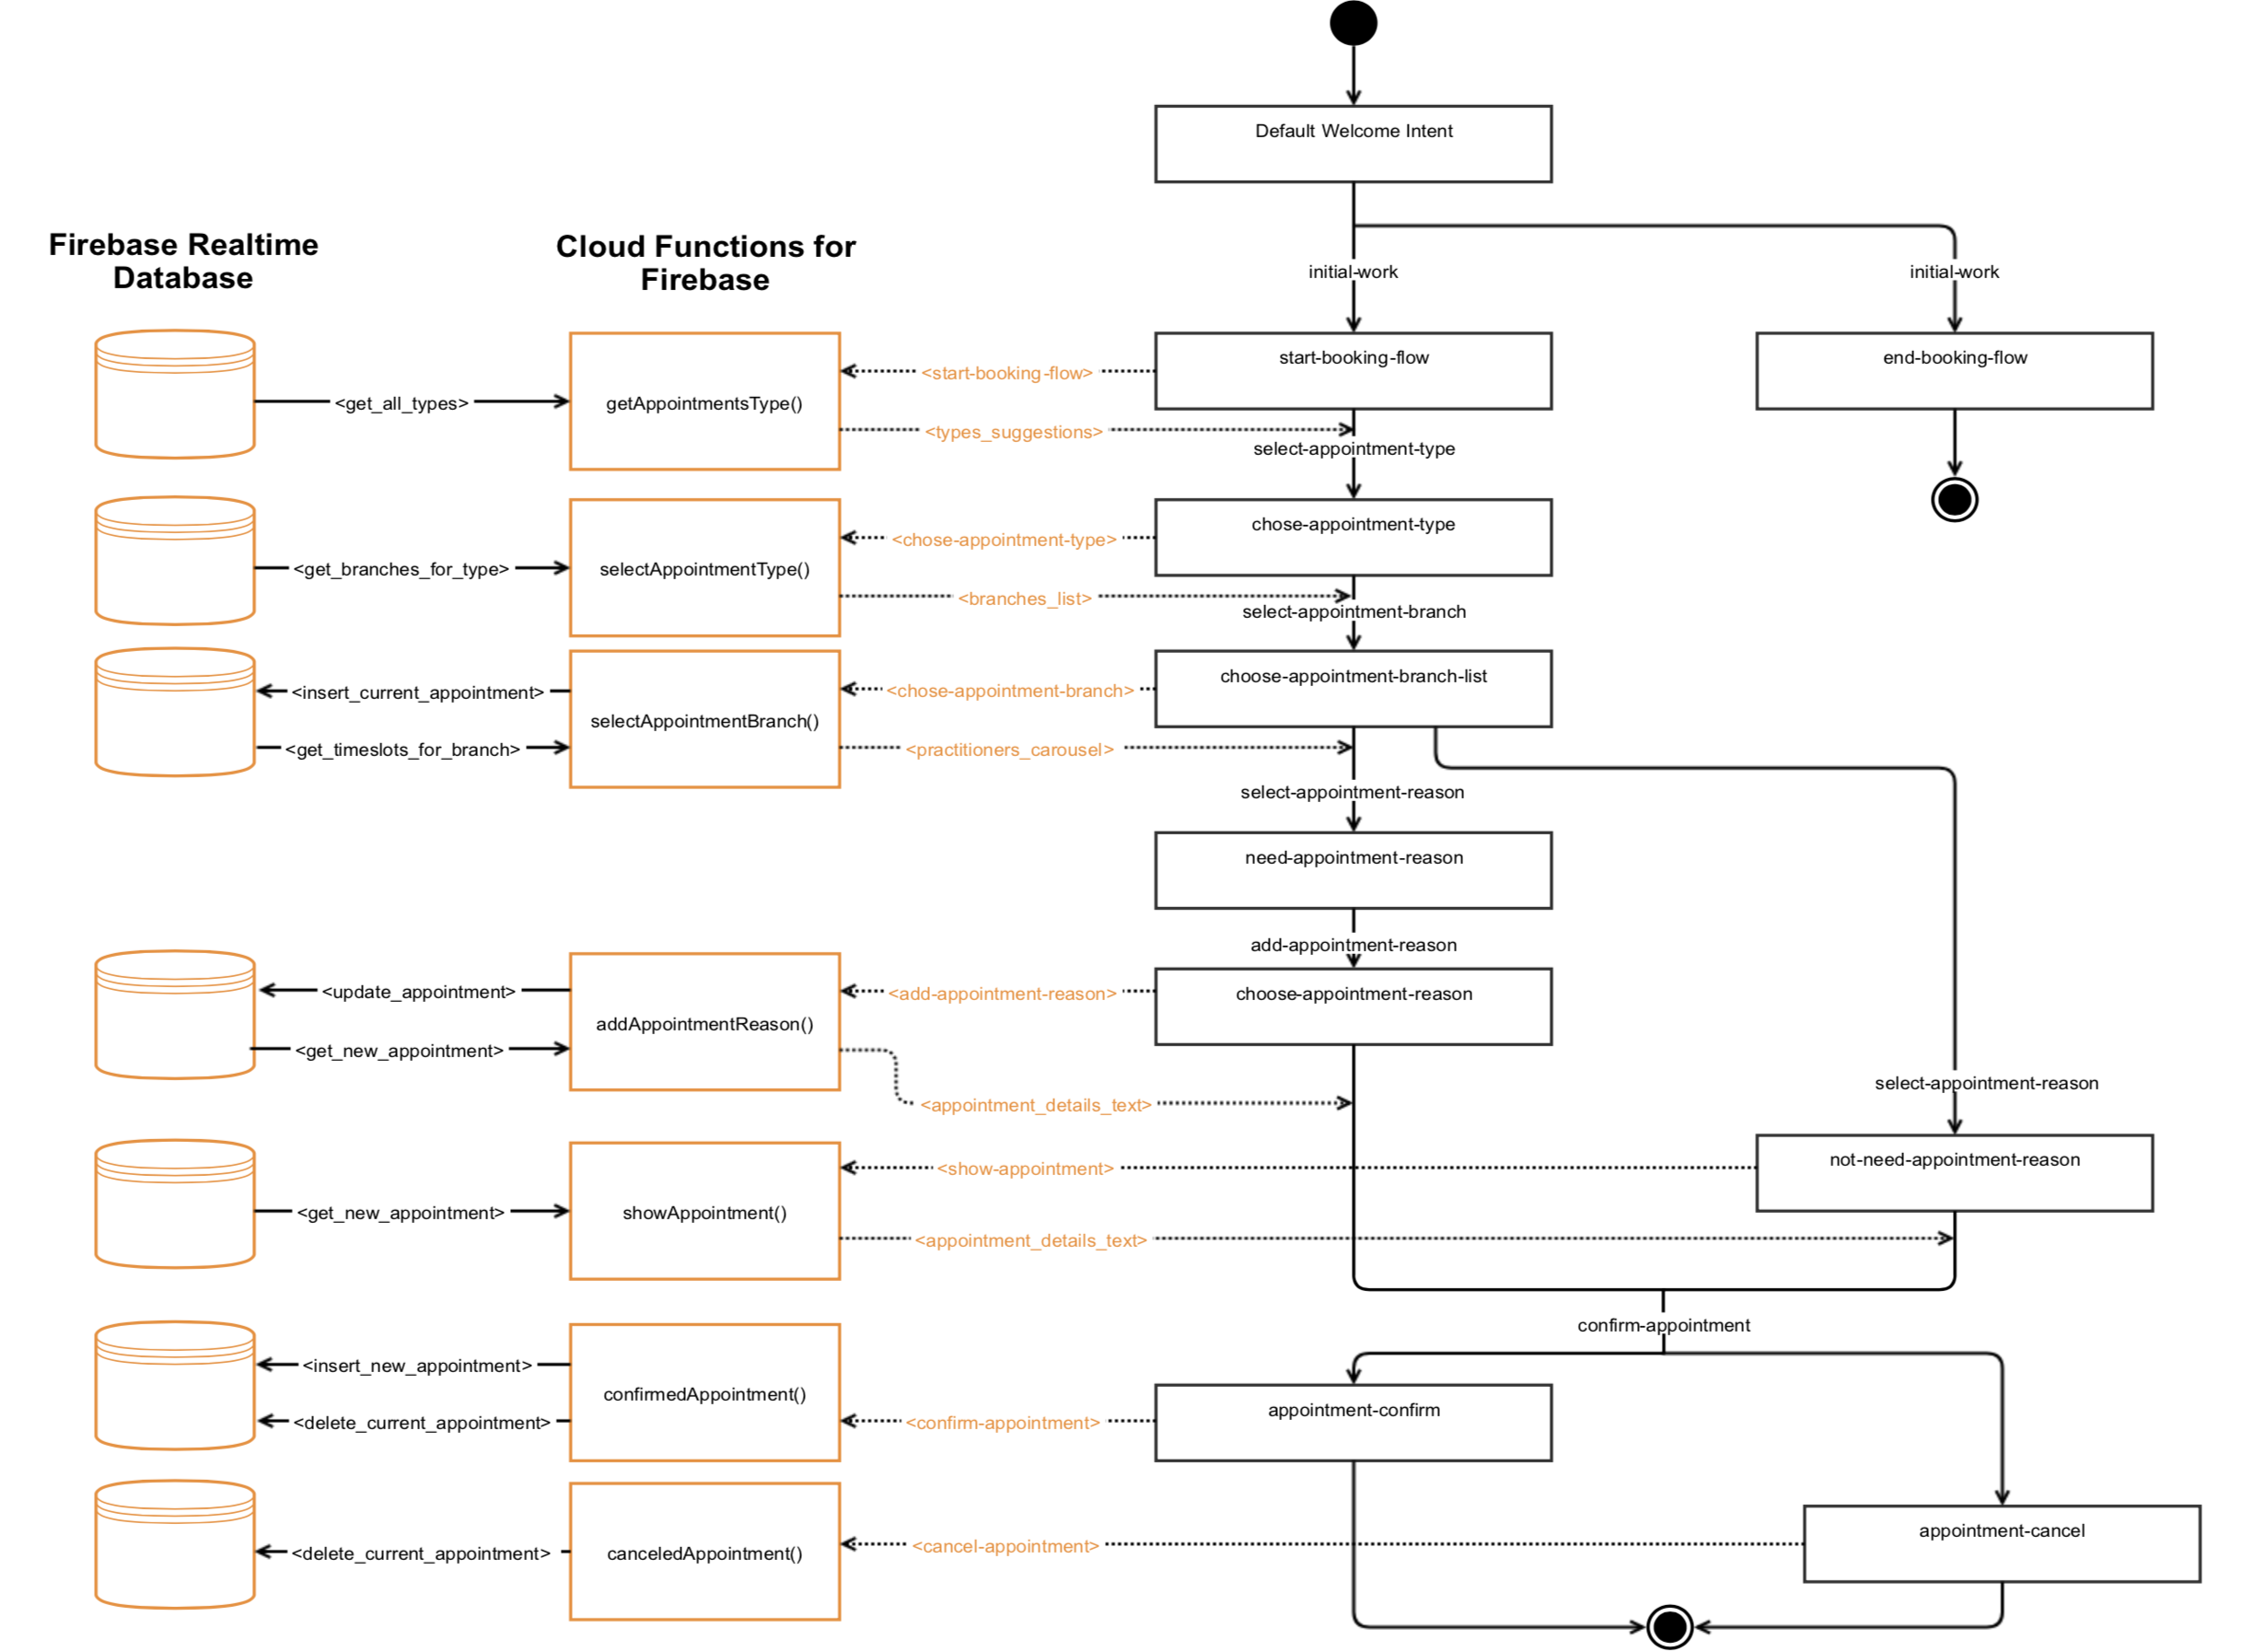 Default Welcome Intent
Firebase Realtime
Database
Cloud Functions for
Firebase
initial-work
initial-work
start-booking-flow
end-booking-flow
<start-booking-flow>
<get_all_types>
getAppointmentsType()
<types_suggestions>
select-appointment-type
chose-appointment-type
<chose-appointment-type>
<get_branches_for_type>
selectAppointmentType()
<branches_list>
select-appointment-branch
choose-appointment-branch-list
<insert_current_appointment>
<chose-appointment-branch>
selectAppointmentBranch()
<get_timeslots_for_branch>
<practitioners_carousel>
select-appointment-reason
need-appointment-reason
add-appointment-reason
choose-appointment-reason
<update_appointment>
<add-appointment-reason>
addAppointmentReason()
<get_new_appointment>
<appointment_details_text>
select-appointment-reason
not-need-appointment-reason
<show-appointment>
<get_new_appointment>
showAppointment()
<appointment_details_text>
confirm-appointment
<insert_new_appointment>
confirmedAppointment()
appointment-confirm
<delete_current_appointment>
<confirm-appointment>
appointment-cancel
<delete_current_appointment>
canceledAppointment()
<cancel-appointment>